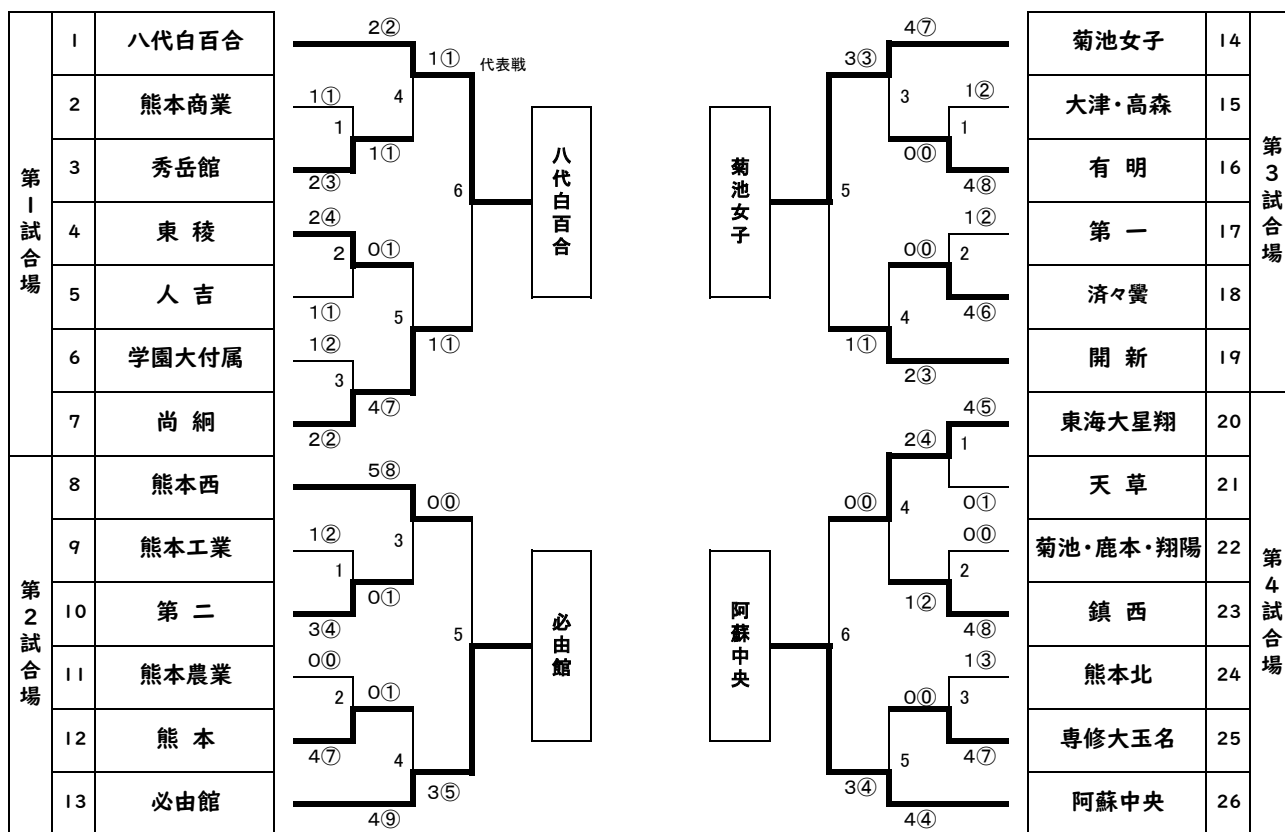 第1試合場
1 八代白百合
2 熊本商業
3 秀岳館
4 東稜
5 人吉
6 学園大付属
7 尚絅
第2試合場
8 熊本西
9 熊本工業
10 第二
11 熊本農業
12 熊本
13 必由館
2②
1①
代表戦
1①
4
1
1①
2③
6
2④
2
0①
1①
5
1②
1①
3
4⑦
2②
5⑧
0⓪
1②
3
1
0①
3④
5
0⓪
2
0①
4⑦
4
3⑤
4⑨
八代白百合
必由館
菊池女子
阿蘇中央
4⑦
3③
3
1②
1
0⓪
4⑧
5
1②
0⓪
2
4⑥
4
1①
2③
4⑤
2④
1
0①
0⓪
4
0⓪
2
1②
4⑧
6
1③
0⓪
3
4⑦
5
3④
4④
菊池女子 14
大津・高森 15
有明 16
第一 17
済々黌 18
開新 19
第3試合場
東海大星翔 20
天草 21
菊池・鹿本・翔陽 22
鎮西 23
熊本北 24
専修大玉名 25
阿蘇中央 26
第4試合場